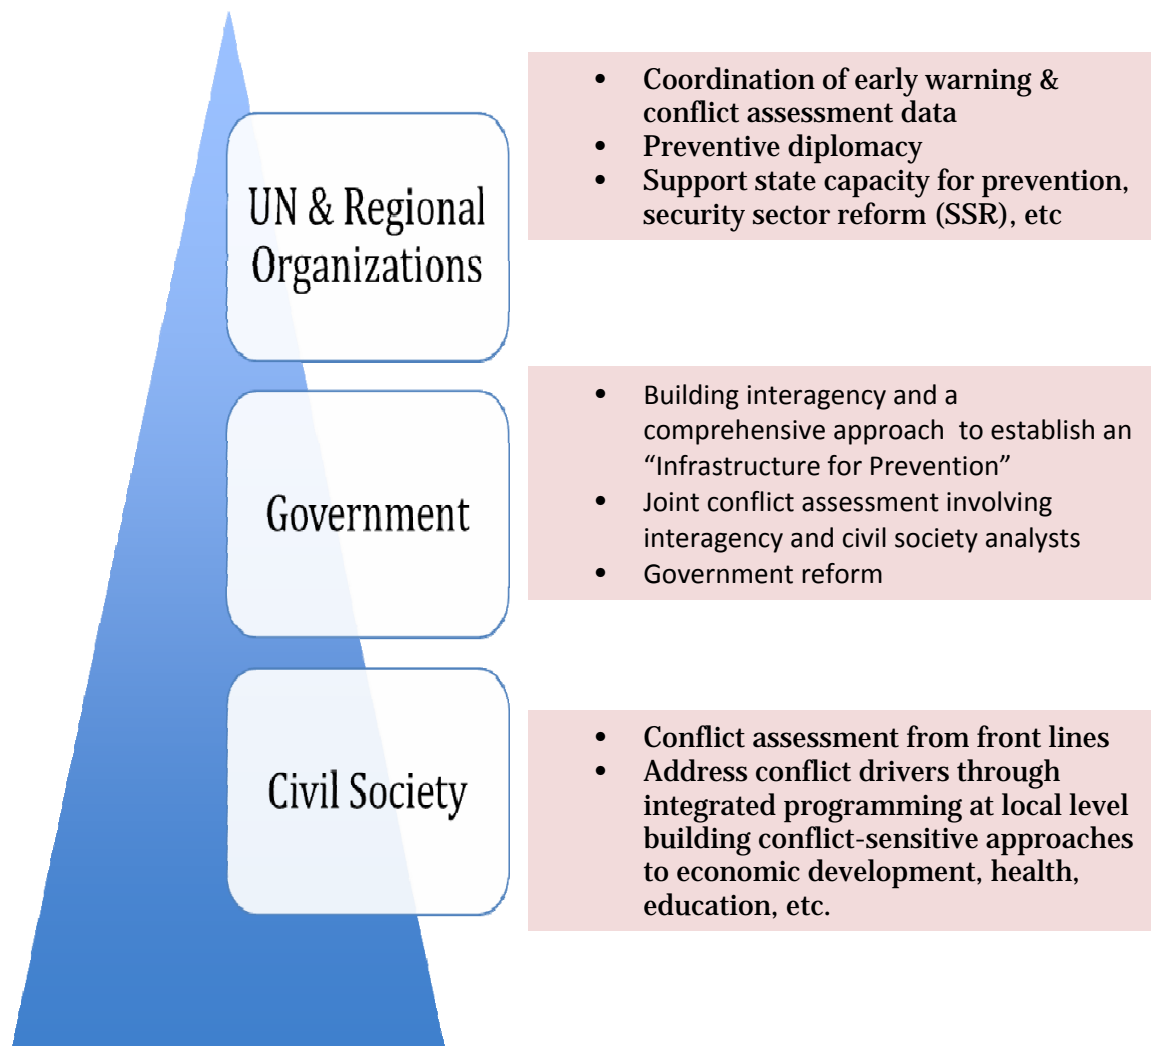 UN & Regional
Organizations
• Coordination of early warning &
conflict assessment data
• Preventive diplomacy
• Support state capacity for prevention,
security sector reform (SSR), etc
Government
• Building interagency and a
comprehensive approach  to establish an
“Infrastructure for Prevention”
• Joint conflict assessment involving
interagency and civil society analysts
• Government reform
Civil Society
• Conflict assessment from front lines
• Address conflict drivers through
integrated programming at local level
building conflict-sensitive approaches
to economic development, health,
education, etc.